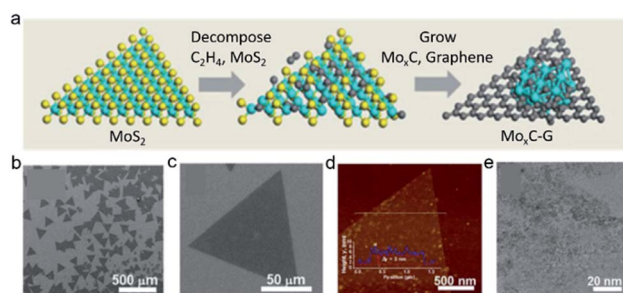 a
Decompose
C₂H₄, MoS₂
Grow
MoₓC, Graphene
MoS₂
MoₓC-G
b
500 μm
c
50 μm
d
500 nm
e
20 nm